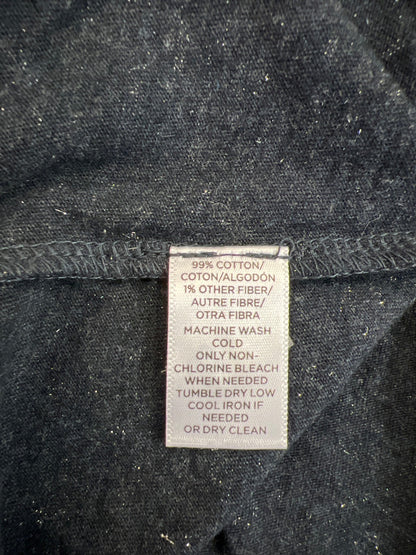 99% COTTON/
COTON/ALGODÓN
1% OTHER FIBER/
AUTRE FIBRE/
OTRA FIBRA
MACHINE WASH
COLD
ONLY NON-
CHLORINE BLEACH
WHEN NEEDED
TUMBLE DRY LOW
COOL IRON IF
NEEDED
OR DRY CLEAN